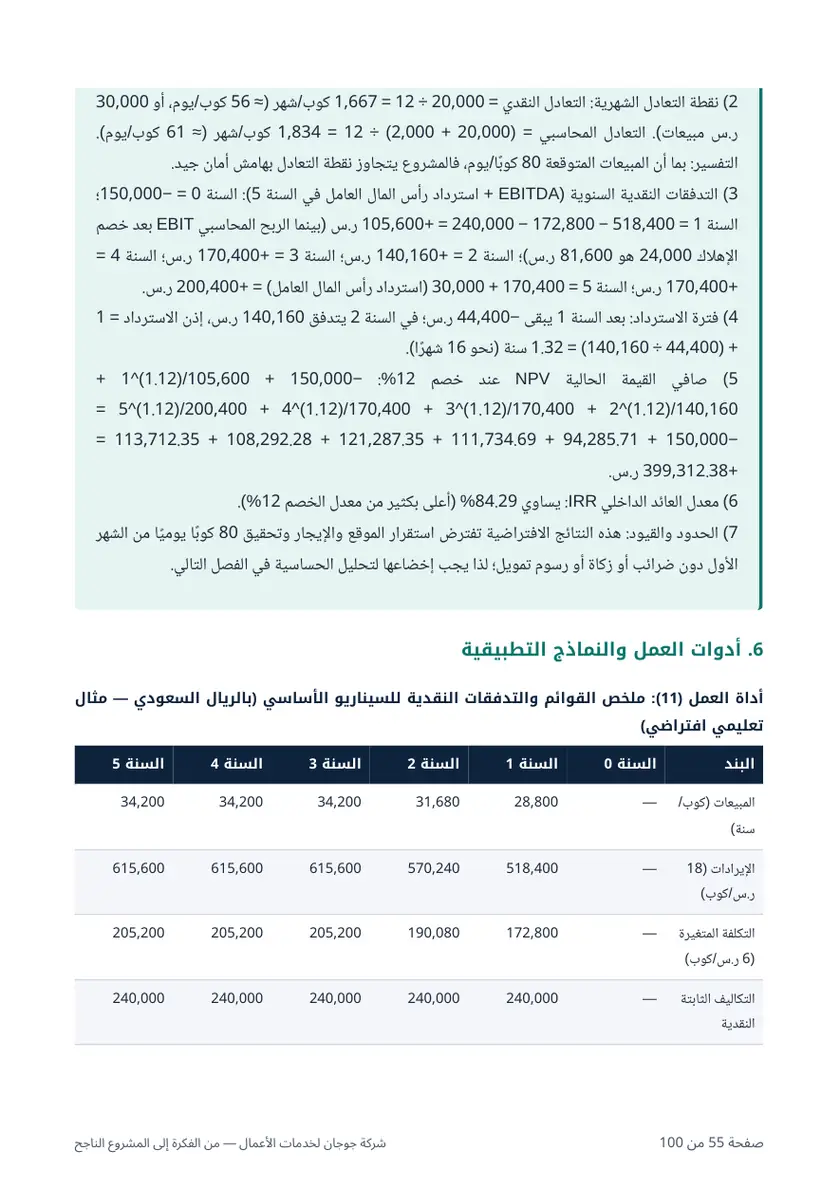 2) نقطة التعادل الشهرية: التعادل النقدي = 20,000 ÷ 12 = 1,667 كوب/شهر (≈ 56 كوب/يوم، أو 30,000
ر.س مبيعات). التعادل المحاسبي = (20,000 + 2,000) ÷ 12 = 1,834 كوب/شهر (≈ 61 كوب/يوم).
التفسير: بما أن المبيعات المتوقعة 80 كوبًا/يوم، فالمشروع يتجاوز نقطة التعادل بهامش أمان جيد.
3) التدفقات النقدية السنوية (EBITDA + استرداد رأس المال العامل في السنة 5): السنة 0 = −150,000؛
السنة 1 = 518,400 − 172,800 − 240,000 = +105,600 ر.س (بينما الربح المحاسبي EBIT بعد خصم
الإهلاك 24,000 هو 81,600 ر.س)؛ السنة 2 = +140,160 ر.س؛ السنة 3 = +170,400 ر.س؛ السنة 4 =
+170,400 ر.س؛ السنة 5 = 170,400 + 30,000 (استرداد رأس المال العامل) = +200,400 ر.س.
4) فترة الاسترداد: بعد السنة 1 يبقى −44,400 ر.س؛ في السنة 2 يتدفق 140,160 ر.س، إذن الاسترداد = 1
+ (44,400 ÷ 140,160) = 1.32 سنة (نحو 16 شهرًا).
5) صافي القيمة الحالية NPV عند خصم 12%: −150,000 + 105,600/(1.12)^1 +
140,160/(1.12)^2 + 170,400/(1.12)^3 + 170,400/(1.12)^4 + 200,400/(1.12)^5 =
−150,000 + 94,285.71 + 111,734.69 + 121,287.35 + 108,292.28 + 113,712.35 =
+399,312.38 ر.س.
6) معدل العائد الداخلي IRR: يساوي 84.29% (أعلى بكثير من معدل الخصم 12%).
7) الحدود والقيود: هذه النتائج الافتراضية تفترض استقرار الموقع والإيجار وتحقيق 80 كوبًا يوميًا من الشهر
الأول دون ضرائب أو زكاة أو رسوم تمويل؛ لذا يجب إخضاعها لتحليل الحساسية في الفصل التالي.
6. أدوات العمل والنماذج التطبيقية
أداة العمل (11): ملخص القوائم والتدفقات النقدية للسيناريو الأساسي (بالريال السعودي — مثال
تعليمي افتراضي)
البند السنة 0 السنة 1 السنة 2 السنة 3 السنة 4 السنة 5
المبيعات (كوب/ — 28,800 31,680 34,200 34,200 34,200
سنة)
الإيرادات (18 — 518,400 570,240 615,600 615,600 615,600
ر.س/كوب)
التكلفة المتغيرة — 172,800 190,080 205,200 205,200 205,200
(6 ر.س/كوب)
التكاليف الثابتة — 240,000 240,000 240,000 240,000 240,000
النقدية
صفحة 55 من 100
شركة جوجان لخدمات الأعمال — من الفكرة إلى المشروع الناجح